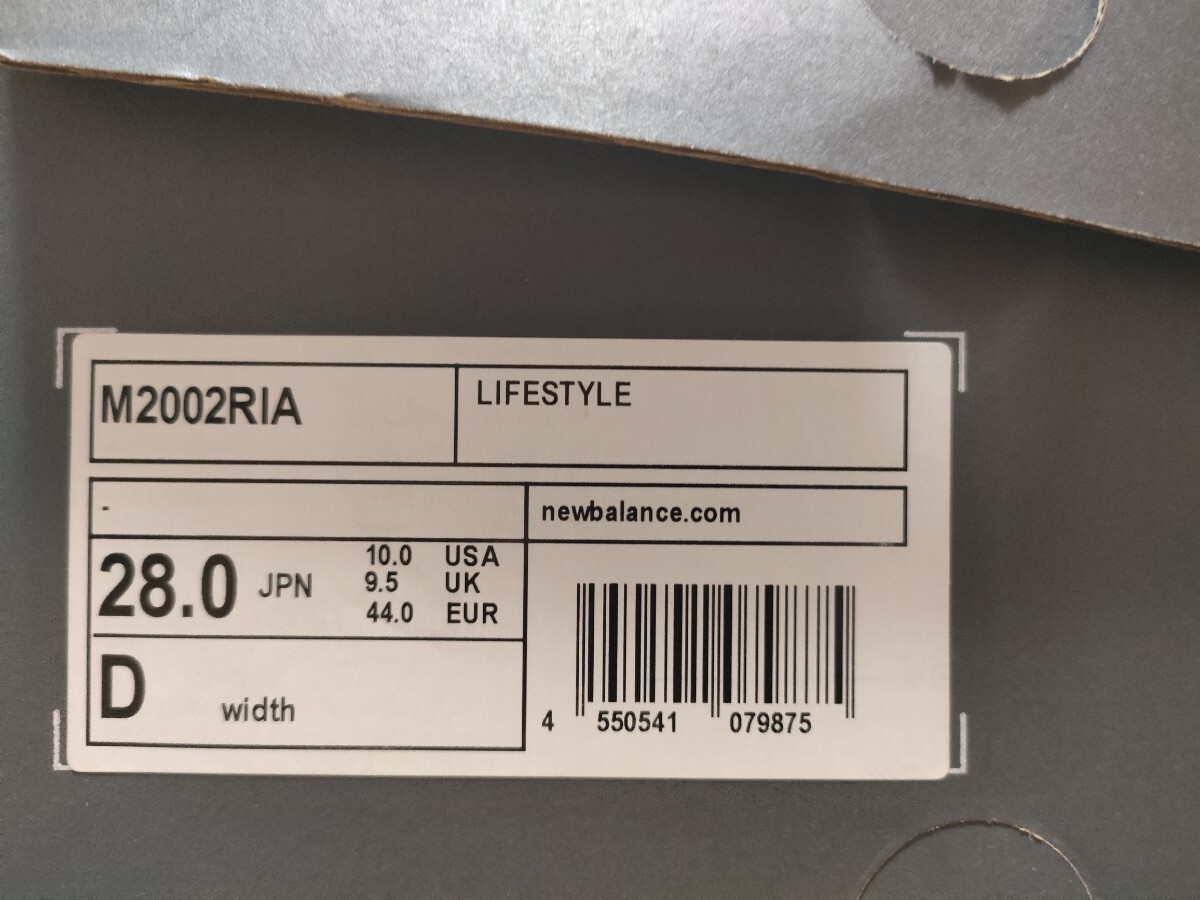 M2002RIA
LIFESTYLE
-
newbalance.com
28.0 JPN
10.0 USA
9.5 UK
44.0 EUR
D width
4 550541 079875